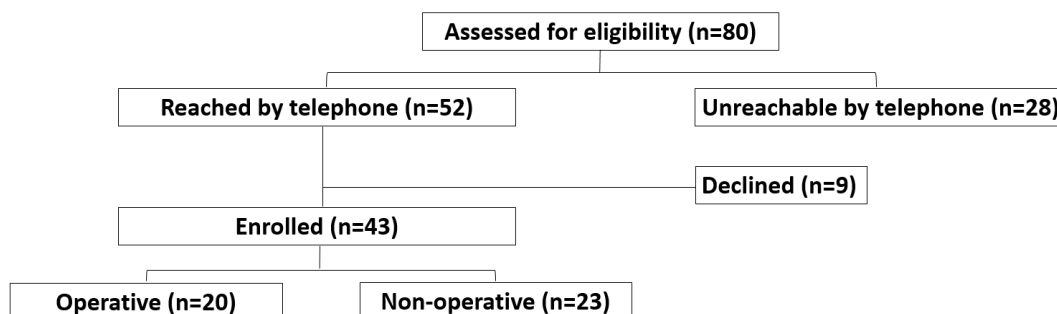 Assessed for eligibility (n=80)
Reached by telephone (n=52)
Unreachable by telephone (n=28)
Declined (n=9)
Enrolled (n=43)
Operative (n=20)
Non-operative (n=23)